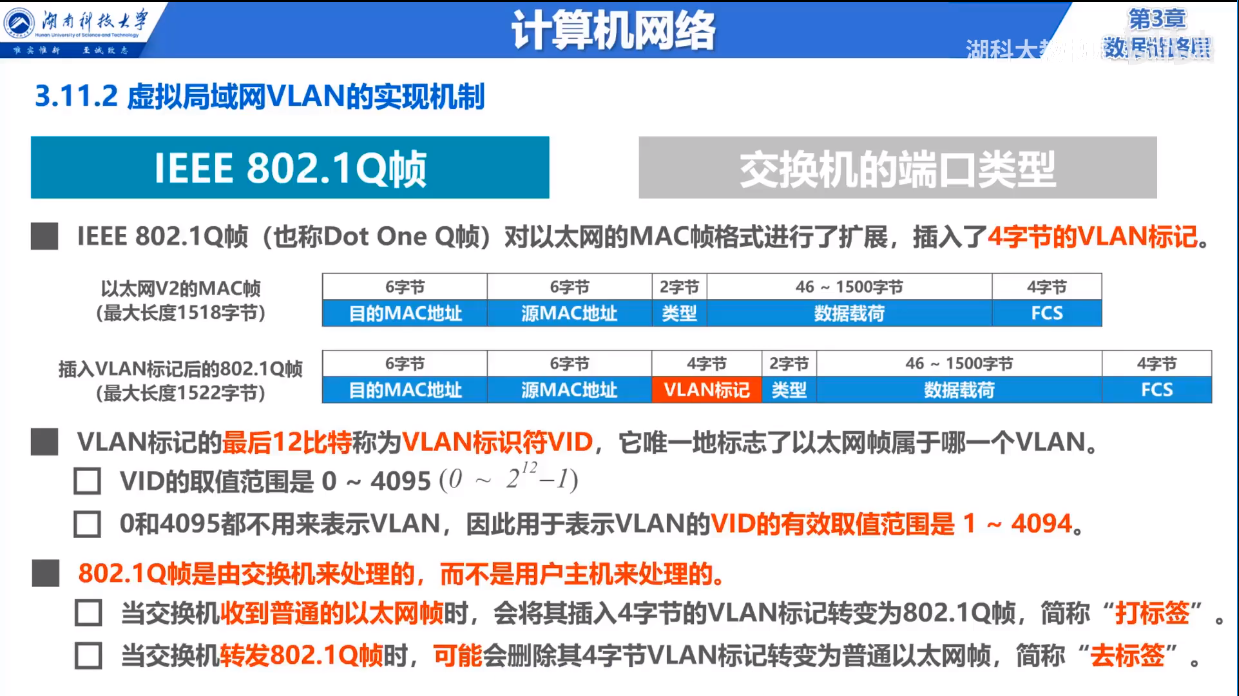 湖南科技大学
Hunan University of Science and Technology
唯实惟新 至诚致志
计算机网络
第3章
数据链路层
湖科大教
3.11.2 虚拟局域网VLAN的实现机制
IEEE 802.1Q帧
交换机的端口类型
IEEE 802.1Q帧（也称Dot One Q帧）对以太网的MAC帧格式进行了扩展，插入了4字节的VLAN标记。
以太网V2的MAC帧
（最大长度1518字节）
6字节 6字节 2字节 46 ~ 1500字节 4字节
目的MAC地址 源MAC地址 类型 数据载荷 FCS
插入VLAN标记后的802.1Q帧
（最大长度1522字节）
6字节 6字节 4字节 2字节 46 ~ 1500字节 4字节
目的MAC地址 源MAC地址 VLAN标记 类型 数据载荷 FCS
VLAN标记的最后12比特称为VLAN标识符VID，它唯一地标志了以太网帧属于哪一个VLAN。
VID的取值范围是 0 ~ 4095 (0 ~ 2^12−1)
0和4095都不用来表示VLAN，因此用于表示VLAN的VID的有效取值范围是 1 ~ 4094。
802.1Q帧是由交换机来处理的，而不是用户主机来处理的。
当交换机收到普通的以太网帧时，会将其插入4字节的VLAN标记转变为802.1Q帧，简称“打标签”。
当交换机转发802.1Q帧时，可能会删除其4字节VLAN标记转变为普通以太网帧，简称“去标签”。